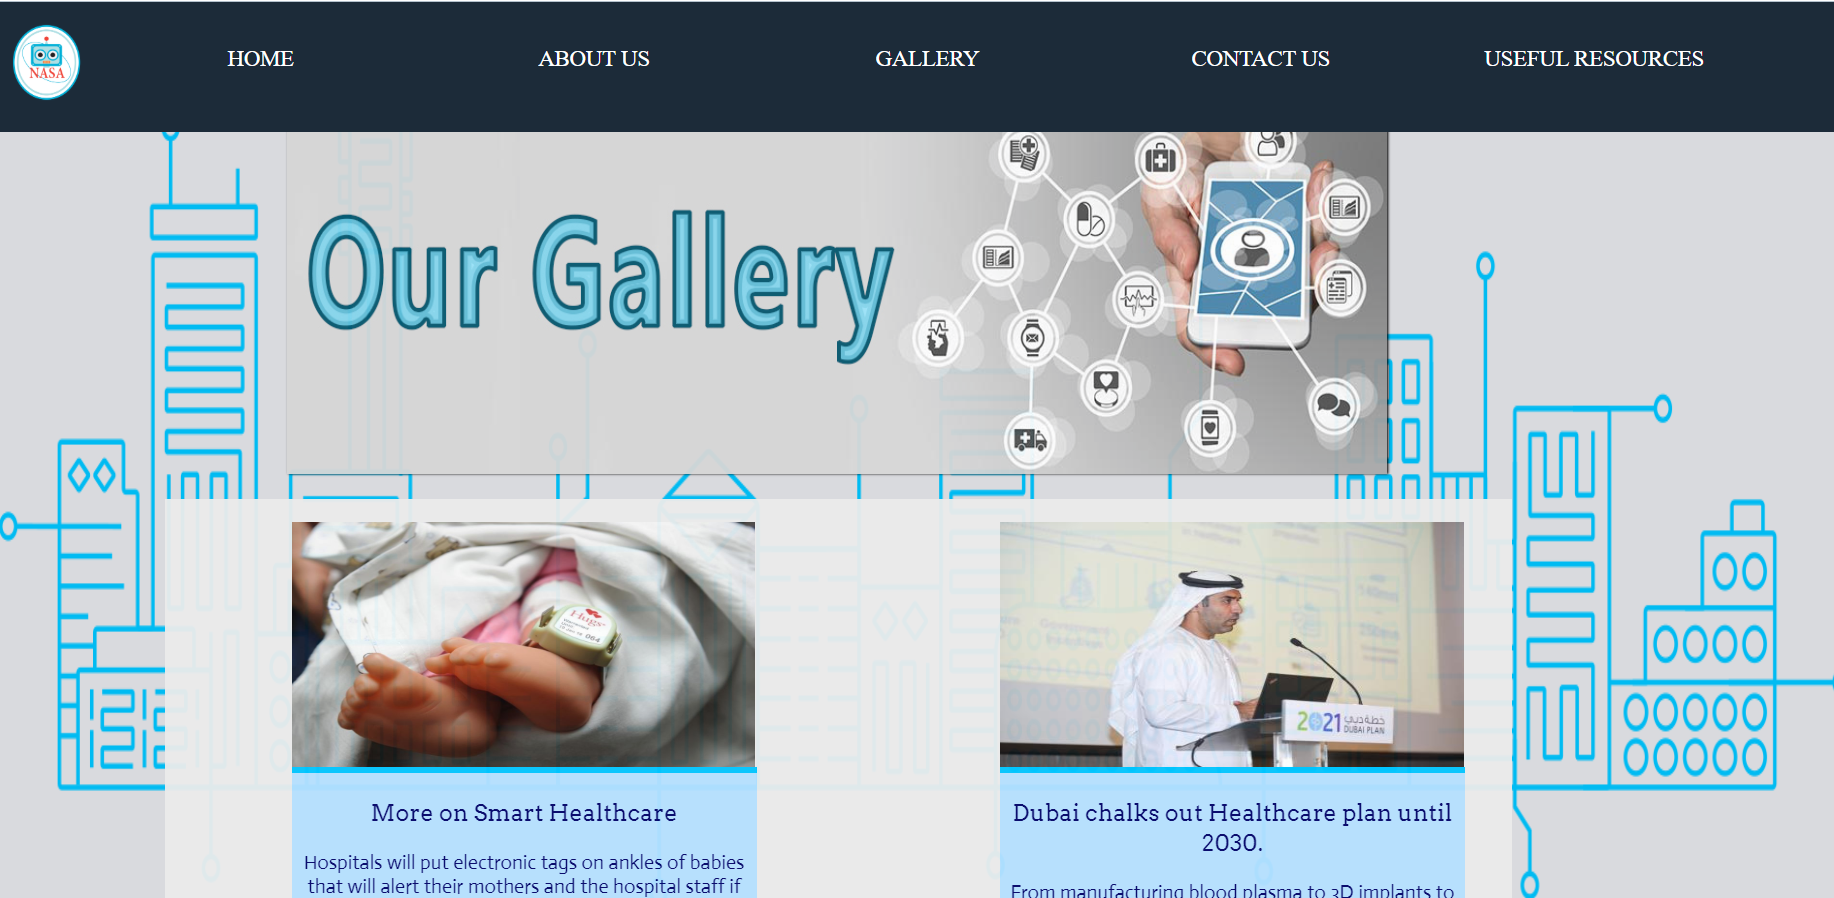 NASA
HOME
ABOUT US
GALLERY
CONTACT US
USEFUL RESOURCES
Our Gallery
Hugs
064
2021 خطة دبي
DUBAI PLAN
More on Smart Healthcare
Hospitals will put electronic tags on ankles of babies
that will alert their mothers and the hospital staff if
Dubai chalks out Healthcare plan until
2030.
From manufacturing blood plasma to 3D implants to